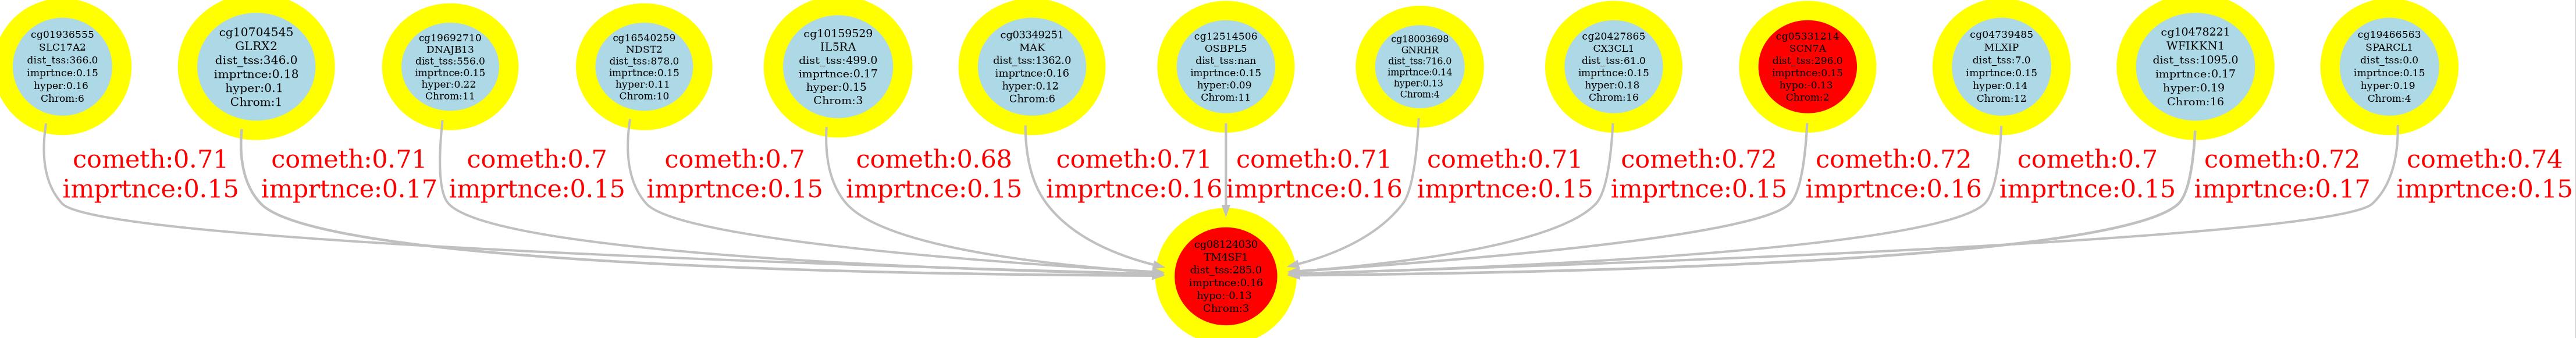 cg01936555
SLC17A2
dist_tss:366.0
imprtnce:0.15
hyper:0.16
Chrom:6
cg10704545
GLRX2
dist_tss:346.0
imprtnce:0.18
hyper:0.1
Chrom:1
cg19692710
DNAJB13
dist_tss:556.0
imprtnce:0.15
hyper:0.22
Chrom:11
cg16540259
NDST2
dist_tss:878.0
imprtnce:0.15
hyper:0.11
Chrom:10
cg10159529
IL5RA
dist_tss:499.0
imprtnce:0.17
hyper:0.15
Chrom:3
cg03349251
MAK
dist_tss:1362.0
imprtnce:0.16
hyper:0.12
Chrom:6
cg12514506
OSBPL5
dist_tss:nan
imprtnce:0.15
hyper:0.09
Chrom:11
cg18003698
GNRHR
dist_tss:716.0
imprtnce:0.14
hyper:0.13
Chrom:4
cg20427865
CX3CL1
dist_tss:61.0
imprtnce:0.15
hyper:0.18
Chrom:16
cg05331214
SCN7A
dist_tss:296.0
imprtnce:0.15
hypo:-0.13
Chrom:2
cg04739485
MLXIP
dist_tss:7.0
imprtnce:0.15
hyper:0.14
Chrom:12
cg10478221
WFIKKN1
dist_tss:1095.0
imprtnce:0.17
hyper:0.19
Chrom:16
cg19466563
SPARCL1
dist_tss:0.0
imprtnce:0.15
hyper:0.19
Chrom:4
cometh:0.71
imprtnce:0.15
cometh:0.71
imprtnce:0.17
cometh:0.7
imprtnce:0.15
cometh:0.7
imprtnce:0.15
cometh:0.68
imprtnce:0.15
cometh:0.71
imprtnce:0.16
cometh:0.71
imprtnce:0.16
cometh:0.71
imprtnce:0.15
cometh:0.72
imprtnce:0.15
cometh:0.72
imprtnce:0.16
cometh:0.7
imprtnce:0.15
cometh:0.72
imprtnce:0.17
cometh:0.74
imprtnce:0.15
cg08124030
TM4SF1
dist_tss:285.0
imprtnce:0.16
hypo:-0.13
Chrom:3